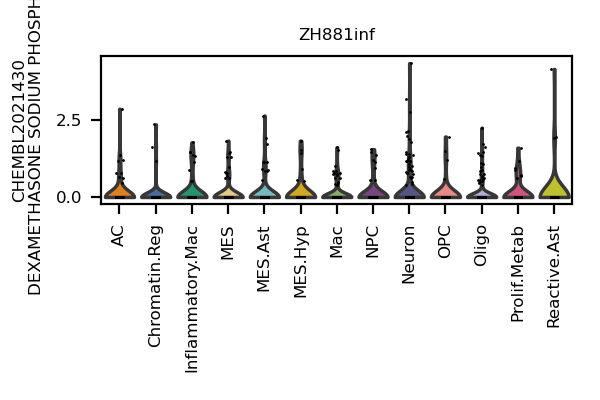 ZH881inf
CHEMBL2021430
DEXAMETHASONE SODIUM PHOSPH
2.5
0.0
AC
Chromatin.Reg
Inflammatory.Mac
MES
MES.Ast
MES.Hyp
Mac
NPC
Neuron
OPC
Oligo
Prolif.Metab
Reactive.Ast